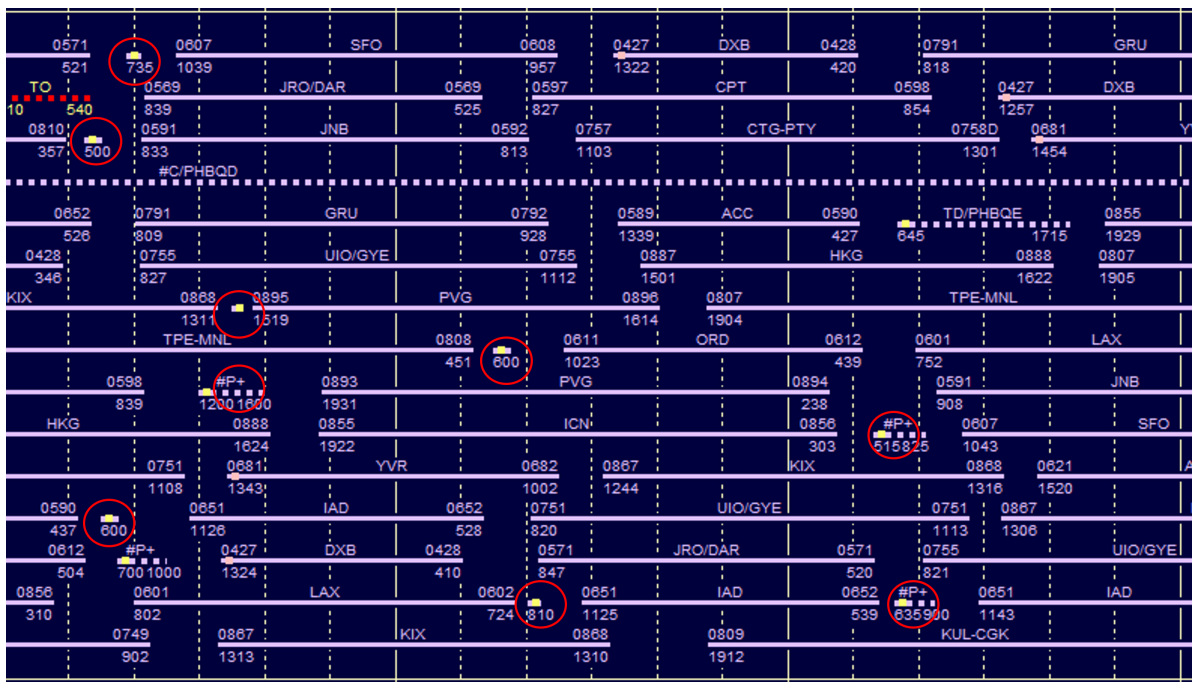 0571 0607 SFO 0608 0427 DXB 0428 0791 GRU
521 735 1039 957 1322 420 818
TO 0569 JRO/DAR 0569 0597 CPT 0598 0427 DXB
10 540 839 525 827 854 1257
0810 0591 JNB 0592 0757 CTG-PTY 0758D 0681 Y
357 500 833 813 1103 1301 1454
#C/PHBQD
0652 0791 GRU 0792 0589 ACC 0590 TD/PHBQE 0855
526 809 928 1339 427 645 1715 1929
0428 0755 UIO/GYE 0755 0887 HKG 0888 0807
346 827 1112 1501 1622 1905
KIX 0868 0895 PVG 0896 0807 TPE-MNL
1311 1519 1614 1904
TPE-MNL 0808 0611 ORD 0612 0601 LAX
451 600 1023 439 752
0598 #P+ 0893 PVG 0894 0591 JNB
839 1200 1600 1931 238 908
HKG 0888 0855 ICN 0856 #P+ 0607 SFO
1624 1922 303 515 825 1043
0751 0681 YVR 0682 0867 KIX 0868 0621 A
1108 1343 1002 1244 1316 1520
0590 0651 IAD 0652 0751 UIO/GYE 0751 0867
437 600 1126 528 820 1113 1306
0612 #P+ 0427 DXB 0428 0571 JRO/DAR 0571 0755 UIO/GYE
504 700 1000 1324 410 847 520 821
0856 0601 LAX 0602 0651 IAD 0652 #P+ 0651 IAD
310 802 724 810 1125 539 635 900 1143
0749 0867 KIX 0868 0809 KUL-CGK
902 1313 1310 1912